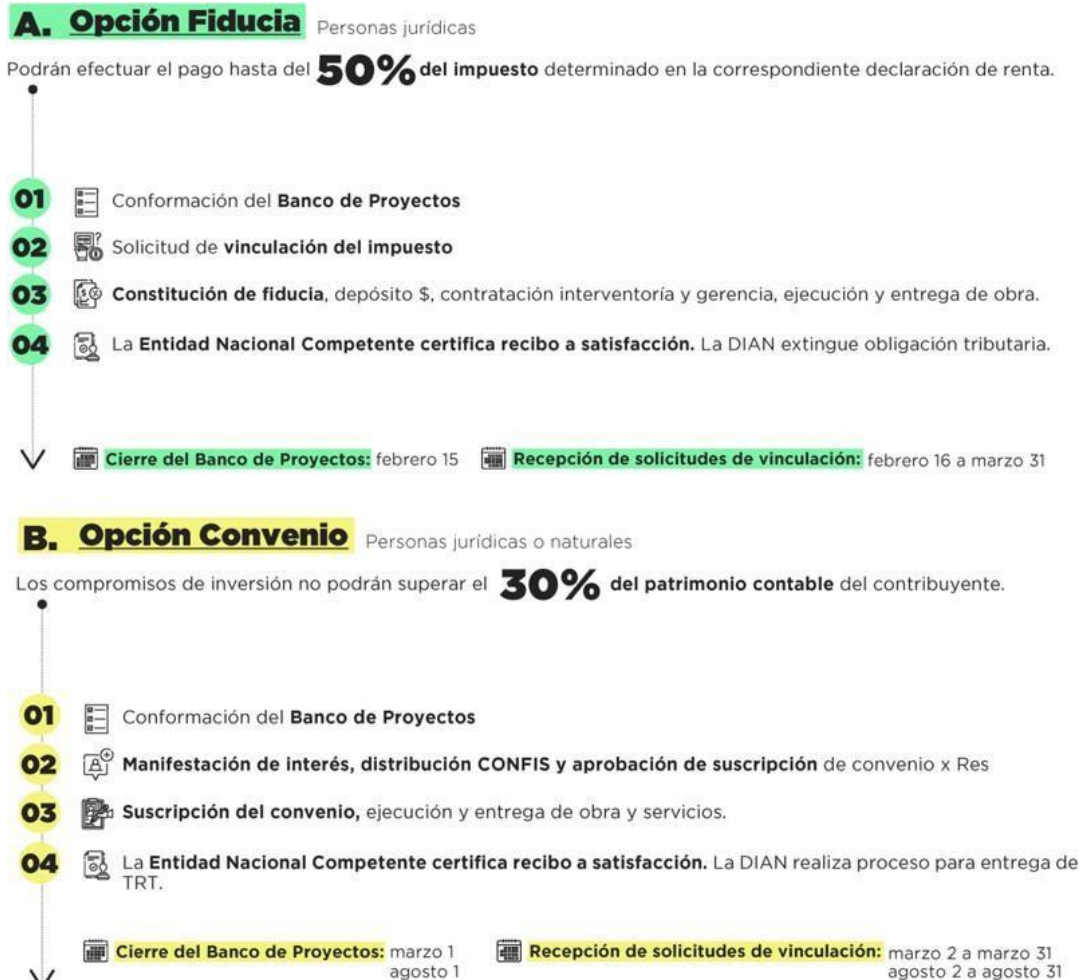 A. Opción Fiducia Personas jurídicas
Podrán efectuar el pago hasta del 50% del impuesto determinado en la correspondiente declaración de renta.
01 Conformación del Banco de Proyectos
02 Solicitud de vinculación del impuesto
03 Constitución de fiducia, depósito $, contratación interventoría y gerencia, ejecución y entrega de obra.
04 La Entidad Nacional Competente certifica recibo a satisfacción. La DIAN extingue obligación tributaria.
Cierre del Banco de Proyectos: febrero 15 Recepción de solicitudes de vinculación: febrero 16 a marzo 31
B. Opción Convenio Personas jurídicas o naturales
Los compromisos de inversión no podrán superar el 30% del patrimonio contable del contribuyente.
01 Conformación del Banco de Proyectos
02 Manifestación de interés, distribución CONFIS y aprobación de suscripción de convenio x Res
03 Suscripción del convenio, ejecución y entrega de obra y servicios.
04 La Entidad Nacional Competente certifica recibo a satisfacción. La DIAN realiza proceso para entrega de
TRT.
Cierre del Banco de Proyectos: marzo 1 Recepción de solicitudes de vinculación: marzo 2 a marzo 31
agosto 1 agosto 2 a agosto 31